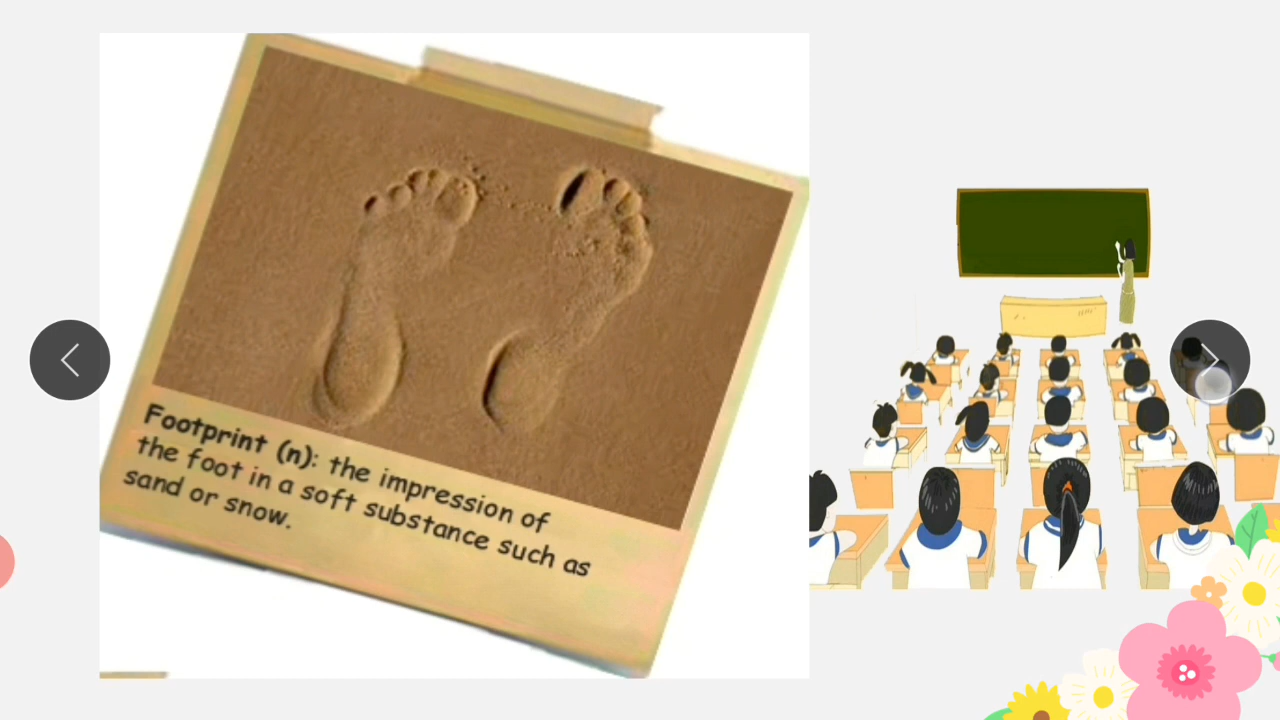 Footprint (n): the impression of
the foot in a soft substance such as
sand or snow.